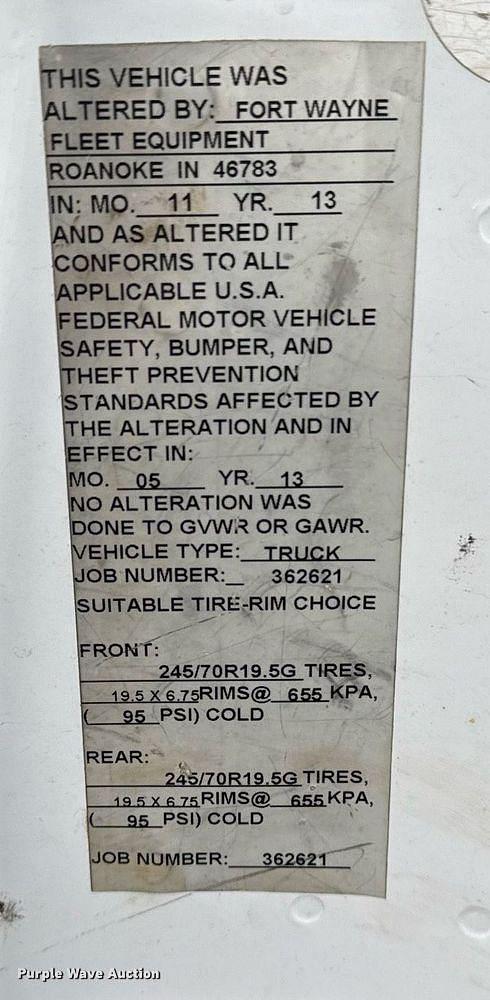 THIS VEHICLE WAS
ALTERED BY: FORT WAYNE
FLEET EQUIPMENT
ROANOKE IN 46783
IN: MO. 11 YR. 13
AND AS ALTERED IT
CONFORMS TO ALL
APPLICABLE U.S.A.
FEDERAL MOTOR VEHICLE
SAFETY, BUMPER, AND
THEFT PREVENTION
STANDARDS AFFECTED BY
THE ALTERATION AND IN
EFFECT IN:
MO. 05 YR. 13
NO ALTERATION WAS
DONE TO GVWR OR GAWR.
VEHICLE TYPE: TRUCK
JOB NUMBER: 362621
SUITABLE TIRE-RIM CHOICE
FRONT:
245/70R19.5G TIRES,
19.5 X 6.75 RIMS@ 655 KPA,
( 95 PSI) COLD
REAR:
245/70R19.5G TIRES,
19.5 X 6.75 RIMS@ 655 KPA,
( 95 PSI) COLD
JOB NUMBER: 362621
Purple Wave Auction